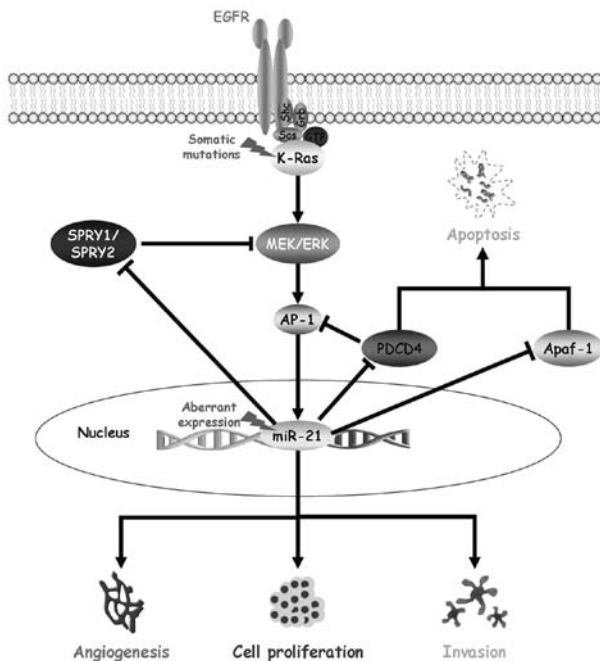 EGFR
Shc
Grb
Sos
GTP
Somatic
mutations
K-Ras
SPRY1/
SPRY2
MEK/ERK
Apoptosis
AP-1
PDCD4
Apaf-1
Aberrant
expression
Nucleus
miR-21
Angiogenesis
Cell proliferation
Invasion